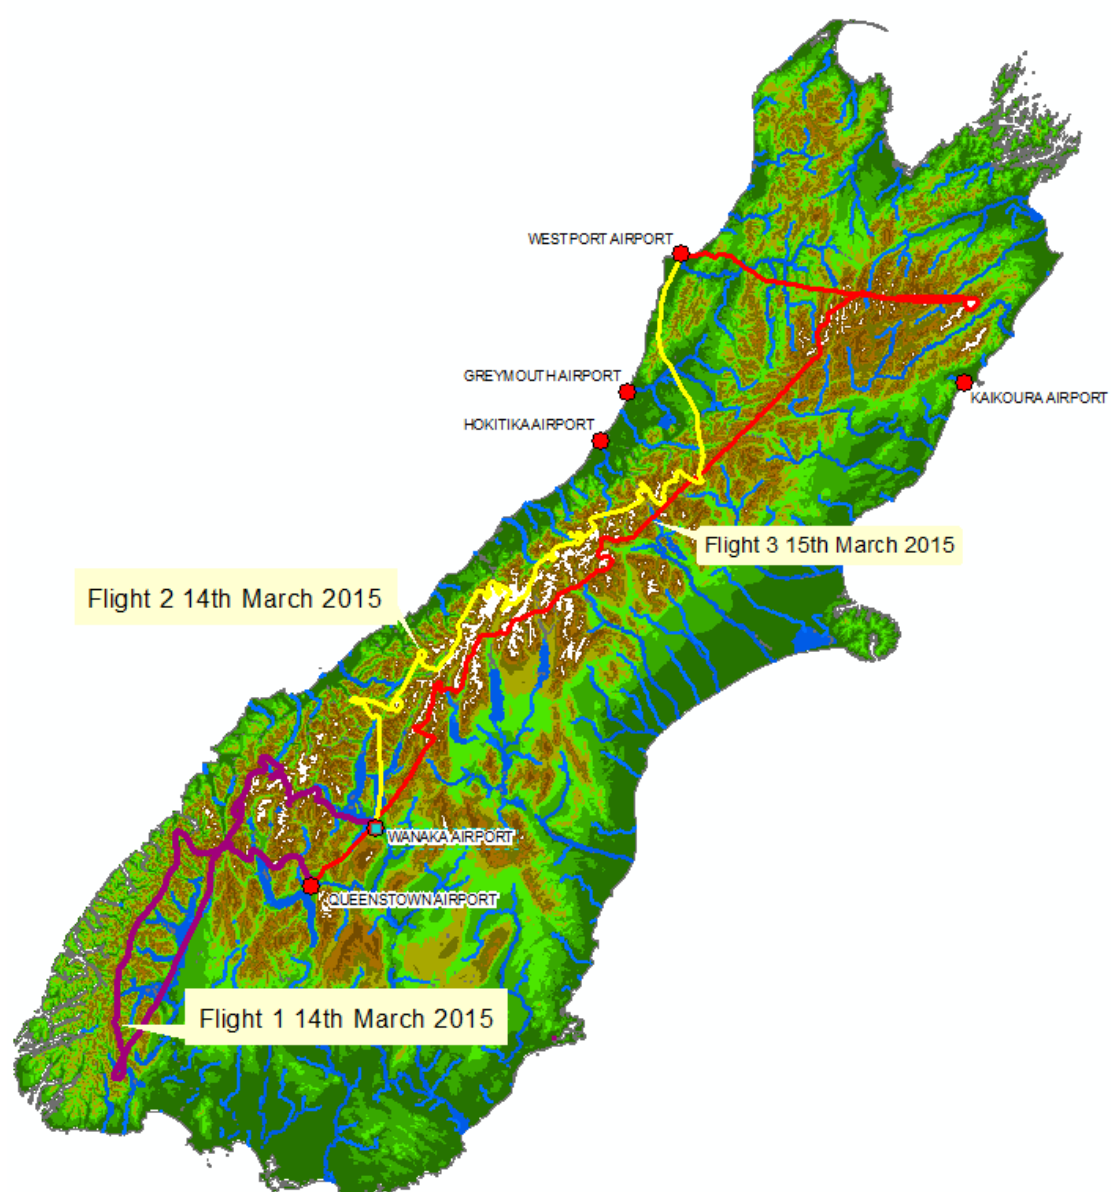 WESTPORT AIRPORT
GREYMOUTH AIRPORT
KAIKOURA AIRPORT
HOKITIKA AIRPORT
Flight 3 15th March 2015
Flight 2 14th March 2015
WANAKA AIRPORT
QUEENSTOWN AIRPORT
Flight 1 14th March 2015